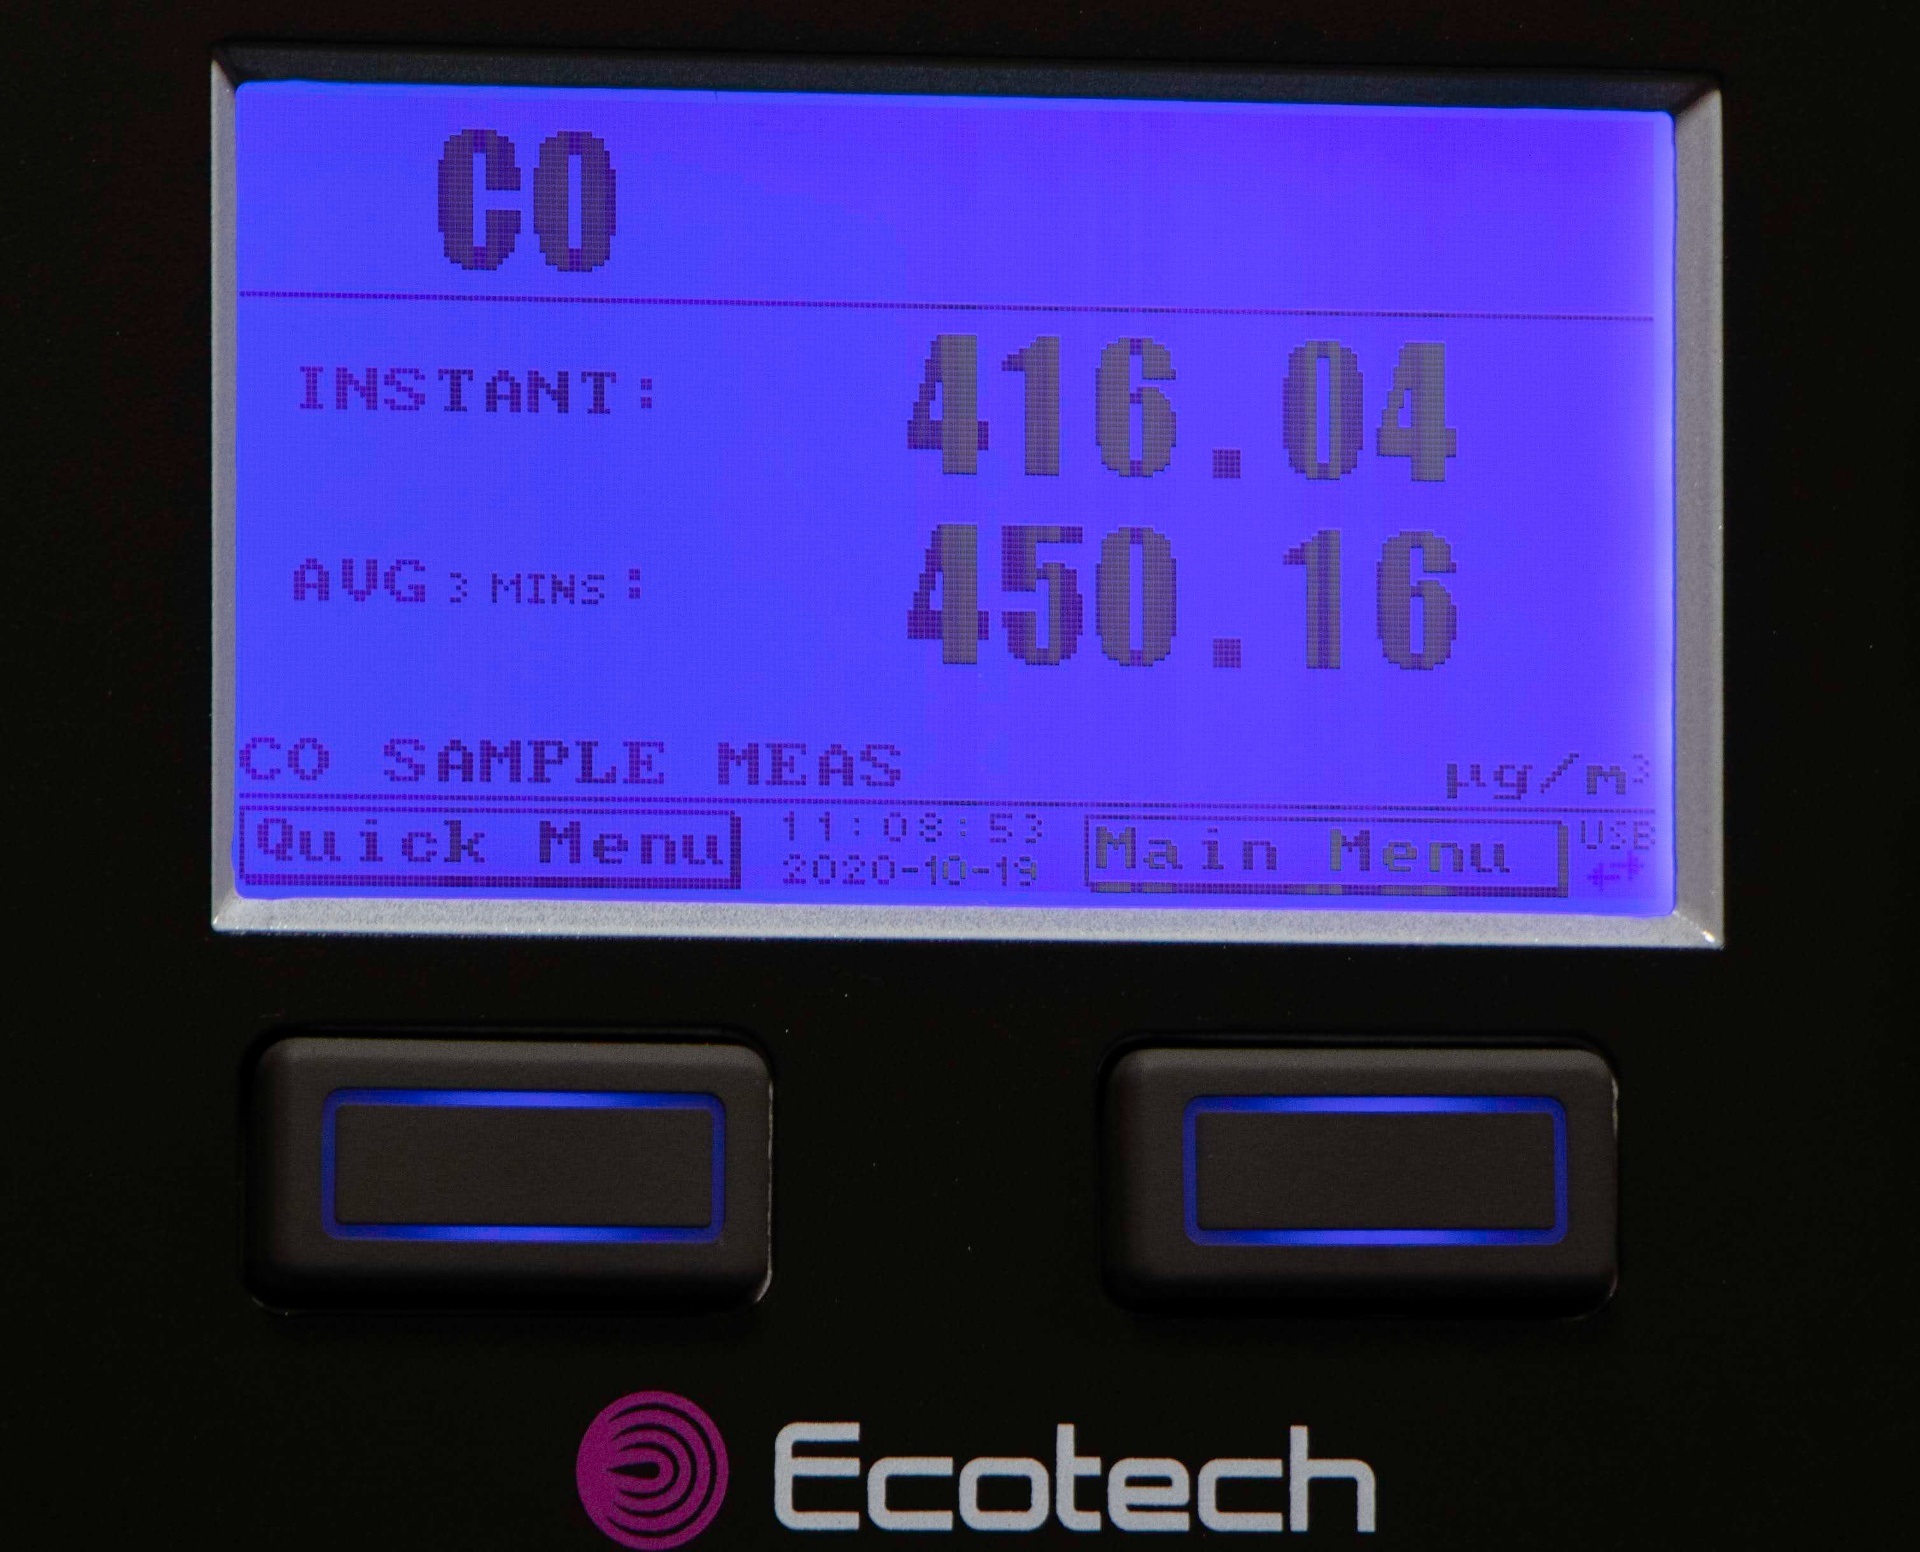 CO
INSTANT: 416.04
AVG 3 MINS: 450.16
CO SAMPLE MEAS µg/m³
Quick Menu 11:08:53 Main Menu USB
2020-10-19
Ecotech